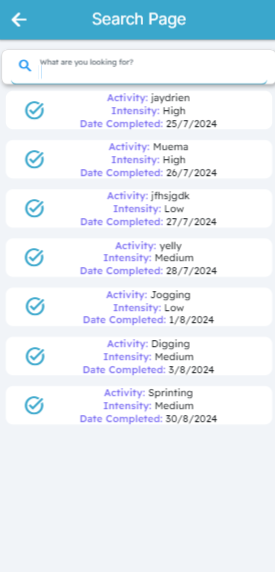 Search Page
What are you looking for?
Activity: jaydrien
Intensity: High
Date Completed: 25/7/2024
Activity: Muema
Intensity: High
Date Completed: 26/7/2024
Activity: jfhsjgdk
Intensity: Low
Date Completed: 27/7/2024
Activity: yelly
Intensity: Medium
Date Completed: 28/7/2024
Activity: Jogging
Intensity: Low
Date Completed: 1/8/2024
Activity: Digging
Intensity: Medium
Date Completed: 3/8/2024
Activity: Sprinting
Intensity: Medium
Date Completed: 30/8/2024